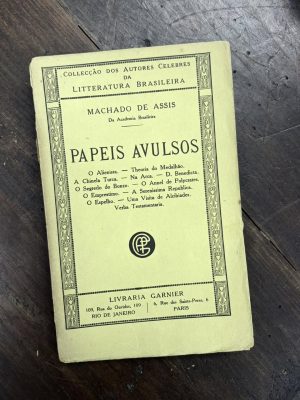 COLLECÇÃO DOS AUTORES CELEBRES
DA
LITTERATURA BRASILEIRA
MACHADO DE ASSIS
Da Academia Brasileira
PAPEIS AVULSOS
O Alienista. — Theoria do Medalhão.
A Chinela Turca. — Na Arca. — D. Benedicta.
O Segredo do Bonzo. — O Annel de Polycrates.
O Emprestimo. — A Serenissima Republica.
O Espelho. — Uma Visita de Alcibiades.
Verba Testamentaria.
LIVRARIA GARNIER
109, Rua do Ouvidor, 109
RIO DE JANEIRO
6, Rue des Saints-Pères, 6
PARIS